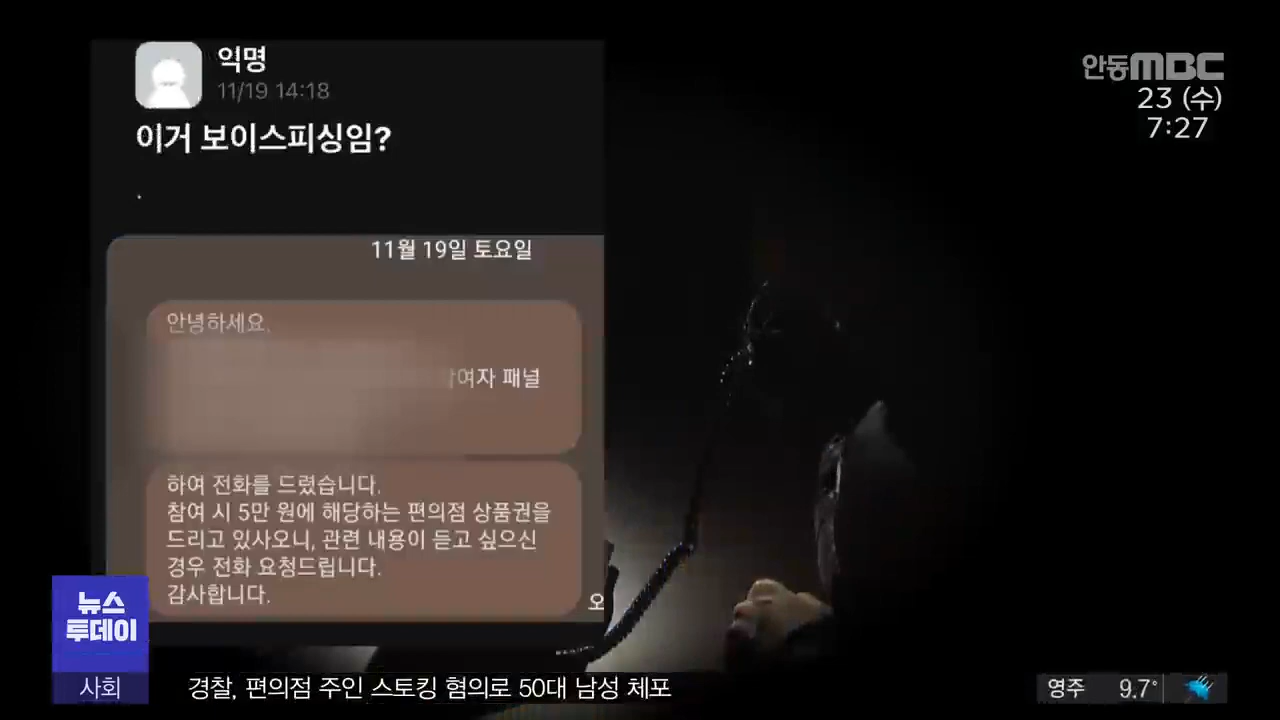 익명
11/19 14:18
이거 보이스피싱임?
.
11월 19일 토요일
안녕하세요.
여자 패널
하여 전화를 드렸습니다.
참여 시 5만 원에 해당하는 편의점 상품권을
드리고 있사오니, 관련 내용이 듣고 싶으신
경우 전화 요청드립니다.
감사합니다.
오
안동MBC
23 (수)
7:27
뉴스
투데이
사회
경찰, 편의점 주인 스토킹 혐의로 50대 남성 체포
영주 9.7°